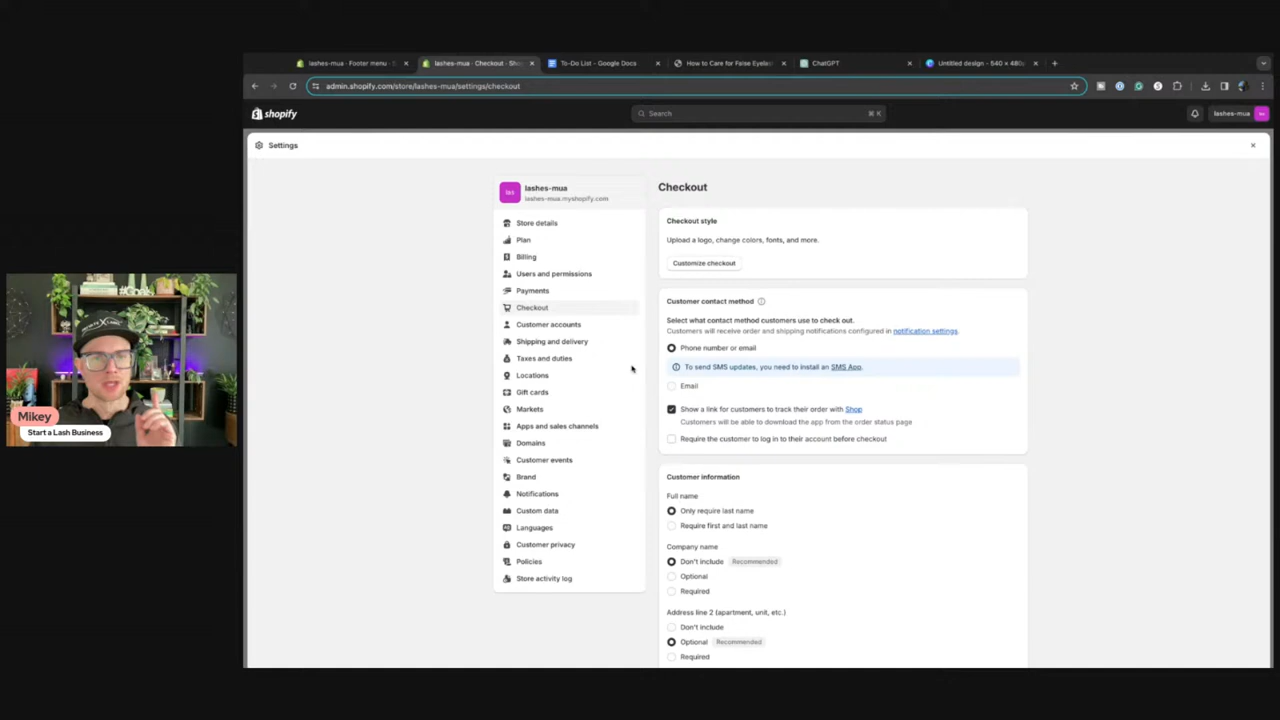 lashes-mua · Footer menu · S
lashes-mua · Checkout · Sho
To-Do List - Google Docs
How to Care for False Eyelas
ChatGPT
Untitled design - 540 × 480p
admin.shopify.com/store/lashes-mua/settings/checkout
shopify
Search
⌘ K
lashes-mua
Settings
las
lashes-mua
lashes-mua.myshopify.com
Store details
Plan
Billing
Users and permissions
Payments
Checkout
Customer accounts
Shipping and delivery
Taxes and duties
Locations
Gift cards
Markets
Apps and sales channels
Domains
Customer events
Brand
Notifications
Custom data
Languages
Customer privacy
Policies
Store activity log
Checkout
Checkout style
Upload a logo, change colors, fonts, and more.
Customize checkout
Customer contact method
Select what contact method customers use to check out.
Customers will receive order and shipping notifications configured in notification settings.
Phone number or email
To send SMS updates, you need to install an SMS App.
Email
Show a link for customers to track their order with Shop
Customers will be able to download the app from the order status page
Require the customer to log in to their account before checkout
Customer information
Full name
Only require last name
Require first and last name
Company name
Don't include Recommended
Optional
Required
Address line 2 (apartment, unit, etc.)
Don't include
Optional Recommended
Required
Mikey
Start a Lash Business